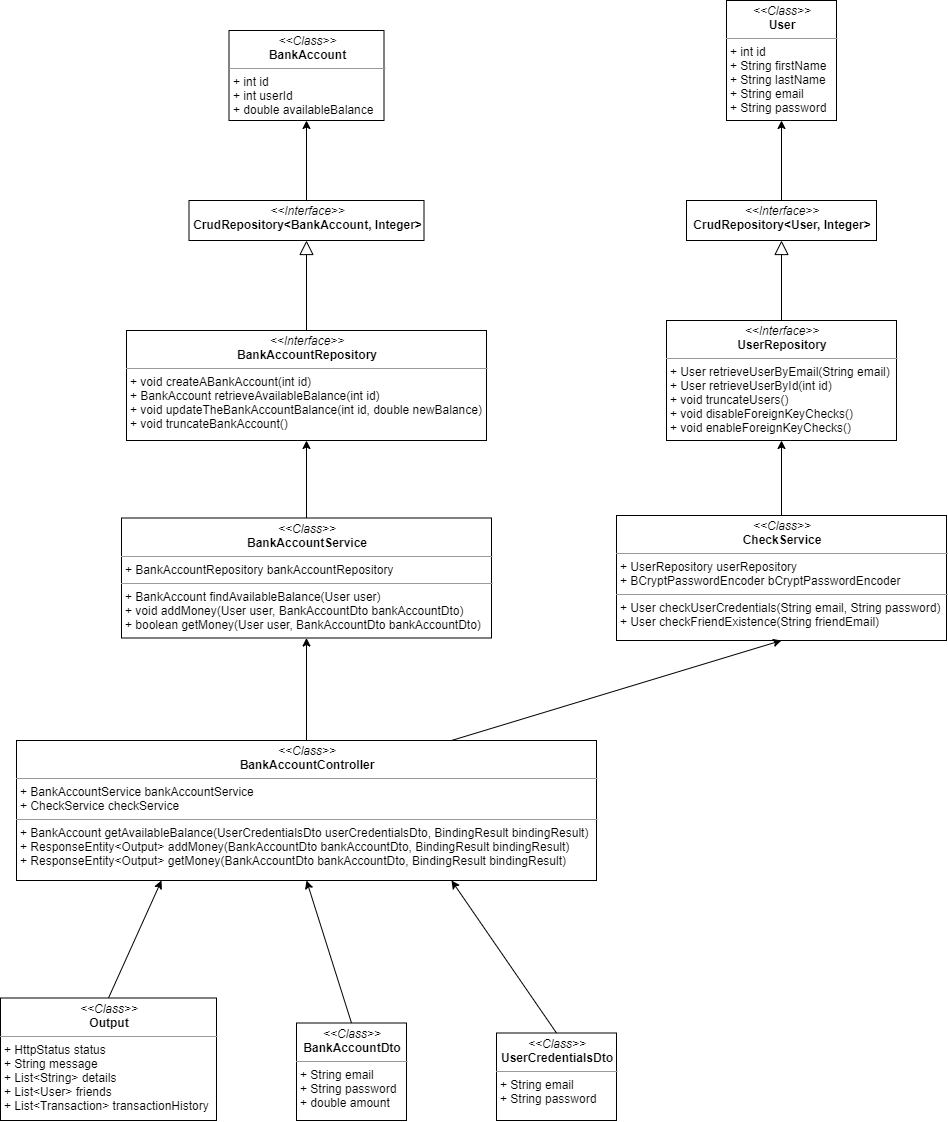 <<Class>>
BankAccount
+ int id
+ int userId
+ double availableBalance
<<Class>>
User
+ int id
+ String firstName
+ String lastName
+ String email
+ String password
<<Interface>>
CrudRepository<BankAccount, Integer>
<<Interface>>
CrudRepository<User, Integer>
<<Interface>>
BankAccountRepository
+ void createABankAccount(int id)
+ BankAccount retrieveAvailableBalance(int id)
+ void updateTheBankAccountBalance(int id, double newBalance)
+ void truncateBankAccount()
<<Interface>>
UserRepository
+ User retrieveUserByEmail(String email)
+ User retrieveUserById(int id)
+ void truncateUsers()
+ void disableForeignKeyChecks()
+ void enableForeignKeyChecks()
<<Class>>
BankAccountService
+ BankAccountRepository bankAccountRepository
+ BankAccount findAvailableBalance(User user)
+ void addMoney(User user, BankAccountDto bankAccountDto)
+ boolean getMoney(User user, BankAccountDto bankAccountDto)
<<Class>>
CheckService
+ UserRepository userRepository
+ BCryptPasswordEncoder bCryptPasswordEncoder
+ User checkUserCredentials(String email, String password)
+ User checkFriendExistence(String friendEmail)
<<Class>>
BankAccountController
+ BankAccountService bankAccountService
+ CheckService checkService
+ BankAccount getAvailableBalance(UserCredentialsDto userCredentialsDto, BindingResult bindingResult)
+ ResponseEntity<Output> addMoney(BankAccountDto bankAccountDto, BindingResult bindingResult)
+ ResponseEntity<Output> getMoney(BankAccountDto bankAccountDto, BindingResult bindingResult)
<<Class>>
Output
+ HttpStatus status
+ String message
+ List<String> details
+ List<User> friends
+ List<Transaction> transactionHistory
<<Class>>
BankAccountDto
+ String email
+ String password
+ double amount
<<Class>>
UserCredentialsDto
+ String email
+ String password